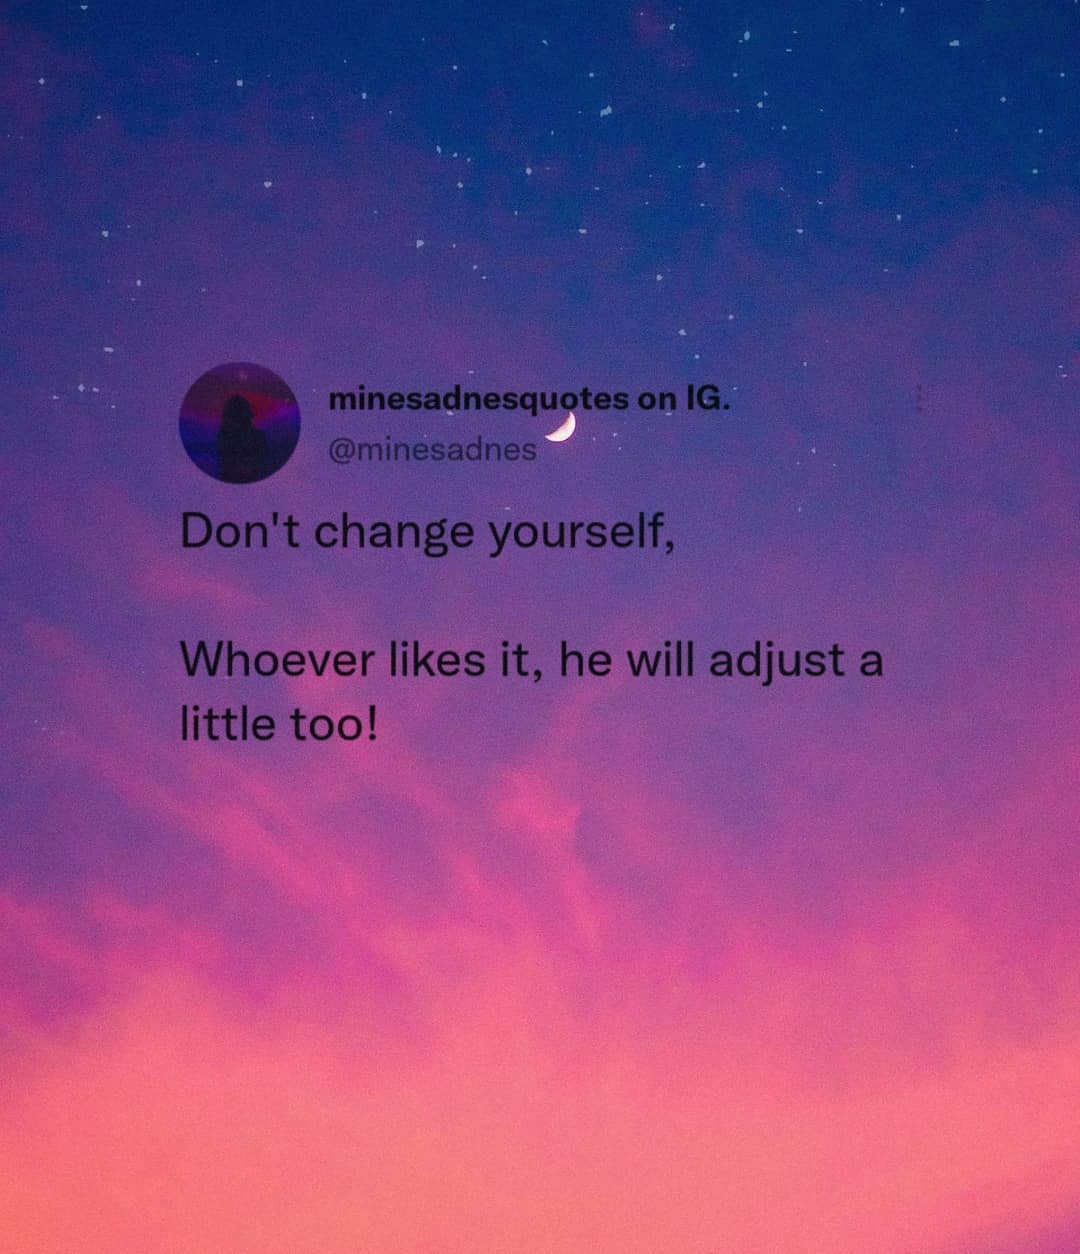 minesadnesquotes on IG.
@minesadnes
Don't change yourself,
Whoever likes it, he will adjust a
little too!